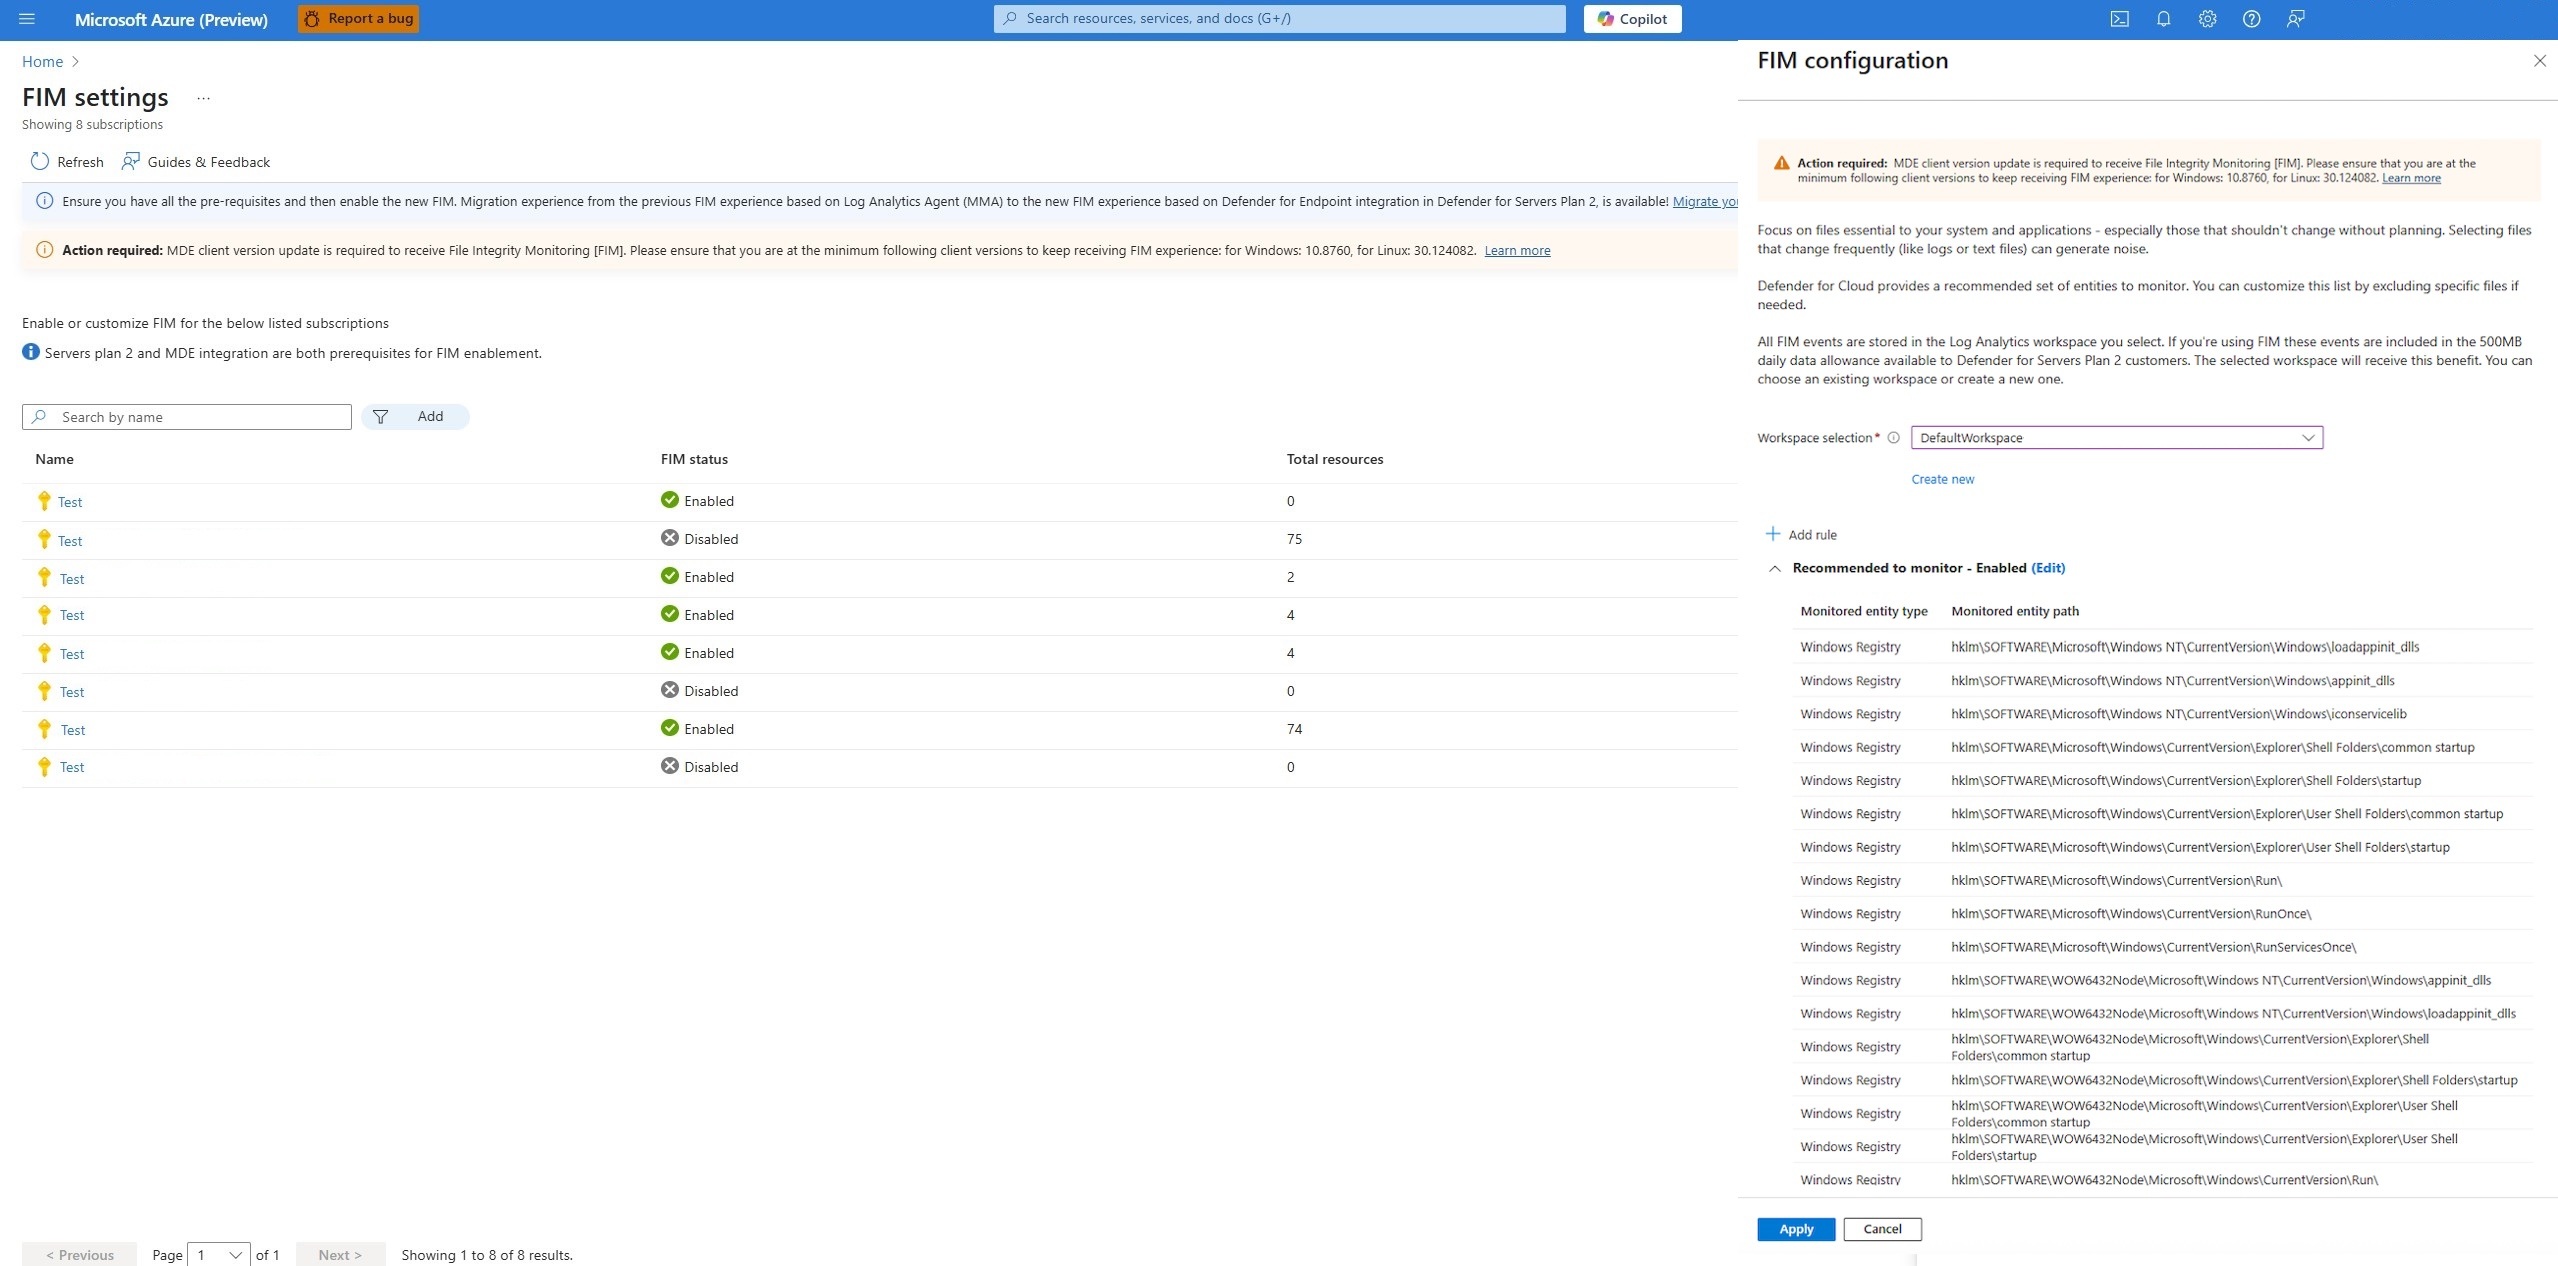 Microsoft Azure (Preview)
Report a bug
Search resources, services, and docs (G+/)
Copilot
Home
FIM settings
...
Showing 8 subscriptions
Refresh
Guides & Feedback
Ensure you have all the pre-requisites and then enable the new FIM. Migration experience from the previous FIM experience based on Log Analytics Agent (MMA) to the new FIM experience based on Defender for Endpoint integration in Defender for Servers Plan 2, is available! Migrate you
Action required: MDE client version update is required to receive File Integrity Monitoring [FIM]. Please ensure that you are at the minimum following client versions to keep receiving FIM experience: for Windows: 10.8760, for Linux: 30.124082. Learn more
Enable or customize FIM for the below listed subscriptions
Servers plan 2 and MDE integration are both prerequisites for FIM enablement.
Search by name
Add
Name FIM status Total resources
Test Enabled 0
Test Disabled 75
Test Enabled 2
Test Enabled 4
Test Enabled 4
Test Disabled 0
Test Enabled 74
Test Disabled 0
< Previous
Page 1 of 1
Next >
Showing 1 to 8 of 8 results.
FIM configuration
Action required: MDE client version update is required to receive File Integrity Monitoring [FIM]. Please ensure that you are at the
minimum following client versions to keep receiving FIM experience: for Windows: 10.8760, for Linux: 30.124082. Learn more
Focus on files essential to your system and applications - especially those that shouldn't change without planning. Selecting files
that change frequently (like logs or text files) can generate noise.
Defender for Cloud provides a recommended set of entities to monitor. You can customize this list by excluding specific files if
needed.
All FIM events are stored in the Log Analytics workspace you select. If you're using FIM these events are included in the 500MB
daily data allowance available to Defender for Servers Plan 2 customers. The selected workspace will receive this benefit. You can
choose an existing workspace or create a new one.
Workspace selection * DefaultWorkspace
Create new
Add rule
Recommended to monitor - Enabled (Edit)
Monitored entity type Monitored entity path
Windows Registry hklm\SOFTWARE\Microsoft\Windows NT\CurrentVersion\Windows\loadappinit_dlls
Windows Registry hklm\SOFTWARE\Microsoft\Windows NT\CurrentVersion\Windows\appinit_dlls
Windows Registry hklm\SOFTWARE\Microsoft\Windows NT\CurrentVersion\Windows\iconservicelib
Windows Registry hklm\SOFTWARE\Microsoft\Windows\CurrentVersion\Explorer\Shell Folders\common startup
Windows Registry hklm\SOFTWARE\Microsoft\Windows\CurrentVersion\Explorer\Shell Folders\startup
Windows Registry hklm\SOFTWARE\Microsoft\Windows\CurrentVersion\Explorer\User Shell Folders\common startup
Windows Registry hklm\SOFTWARE\Microsoft\Windows\CurrentVersion\Explorer\User Shell Folders\startup
Windows Registry hklm\SOFTWARE\Microsoft\Windows\CurrentVersion\Run\
Windows Registry hklm\SOFTWARE\Microsoft\Windows\CurrentVersion\RunOnce\
Windows Registry hklm\SOFTWARE\Microsoft\Windows\CurrentVersion\RunServicesOnce\
Windows Registry hklm\SOFTWARE\WOW6432Node\Microsoft\Windows NT\CurrentVersion\Windows\appinit_dlls
Windows Registry hklm\SOFTWARE\WOW6432Node\Microsoft\Windows NT\CurrentVersion\Windows\loadappinit_dlls
Windows Registry hklm\SOFTWARE\WOW6432Node\Microsoft\Windows\CurrentVersion\Explorer\Shell
Folders\common startup
Windows Registry hklm\SOFTWARE\WOW6432Node\Microsoft\Windows\CurrentVersion\Explorer\Shell Folders\startup
Windows Registry hklm\SOFTWARE\WOW6432Node\Microsoft\Windows\CurrentVersion\Explorer\User Shell
Folders\common startup
Windows Registry hklm\SOFTWARE\WOW6432Node\Microsoft\Windows\CurrentVersion\Explorer\User Shell
Folders\startup
Windows Registry hklm\SOFTWARE\WOW6432Node\Microsoft\Windows\CurrentVersion\Run\
Apply
Cancel